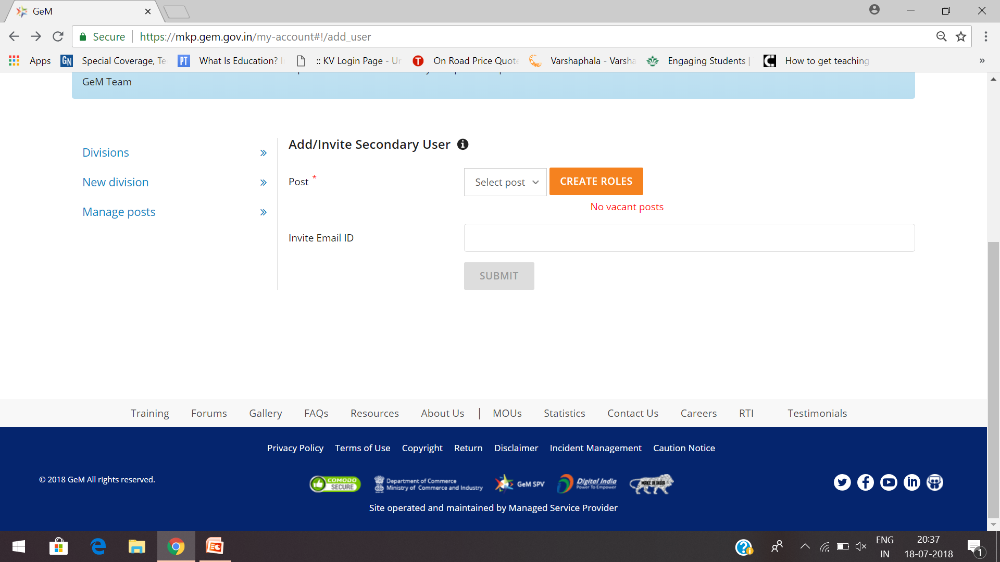 GeM
Secure https://mkp.gem.gov.in/my-account#!/add_user
Apps GN Special Coverage, Te PT What Is Education? I :: KV Login Page - Ur T On Road Price Quote Varshaphala - Varsha Engaging Students | How to get teaching »
GeM Team
Divisions
New division
Manage posts
Add/Invite Secondary User
Post * Select post CREATE ROLES
No vacant posts
Invite Email ID
SUBMIT
Training Forums Gallery FAQs Resources About Us | MOUs Statistics Contact Us Careers RTI Testimonials
Privacy Policy Terms of Use Copyright Return Disclaimer Incident Management Caution Notice
© 2018 GeM All rights reserved.
COMODO SECURE Department of Commerce Ministry of Commerce and Industry GeM SPV Digital India Power To Empower MAKE IN INDIA
Site operated and maintained by Managed Service Provider
ENG IN
20:37
18-07-2018
1